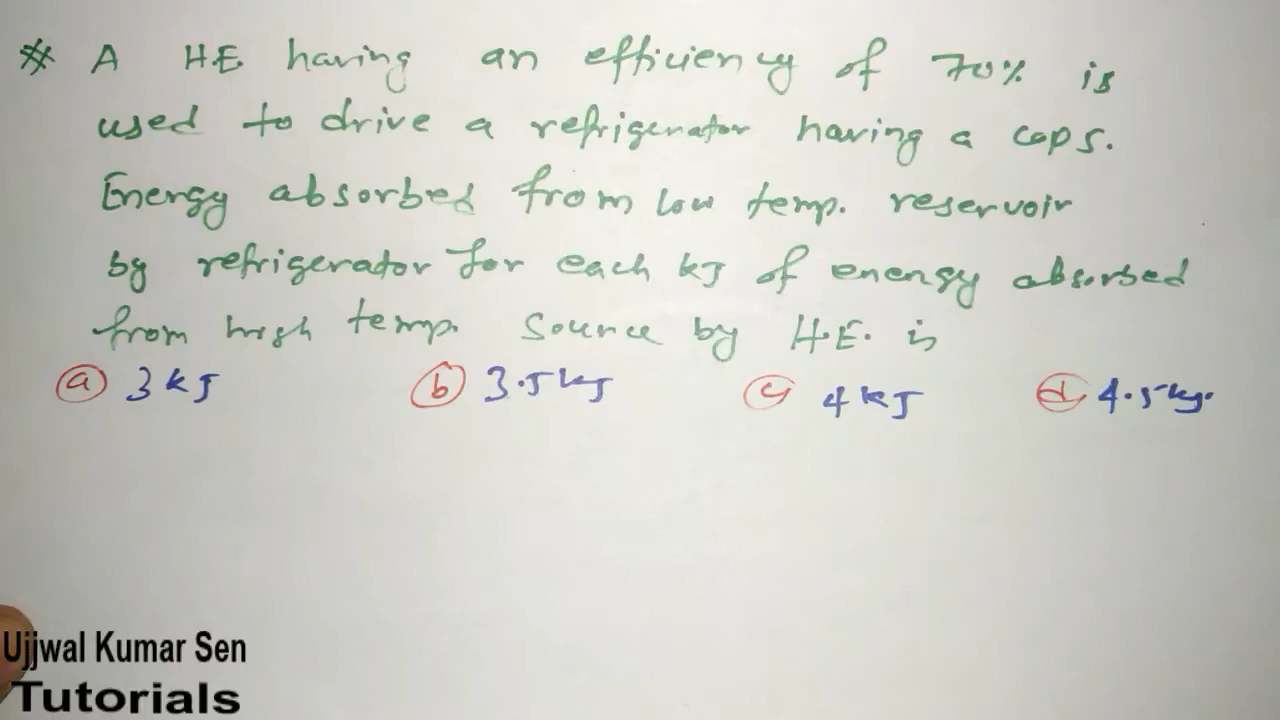 * A H.E. having an efficiency of 70% is
used to drive a refrigerator having a cop 5.
Energy absorbed from low temp. reservoir
by refrigerator for each kJ of energy absorbed
from high temp. source by H.E. is
(a) 3 kJ (b) 3.5 kJ (c) 4 kJ (d) 4.5 kJ.
Ujjwal Kumar Sen
Tutorials